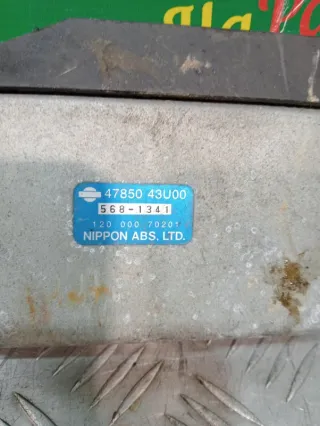 47850 43U00
568-1341
120 000 70201
NIPPON ABS. LTD.